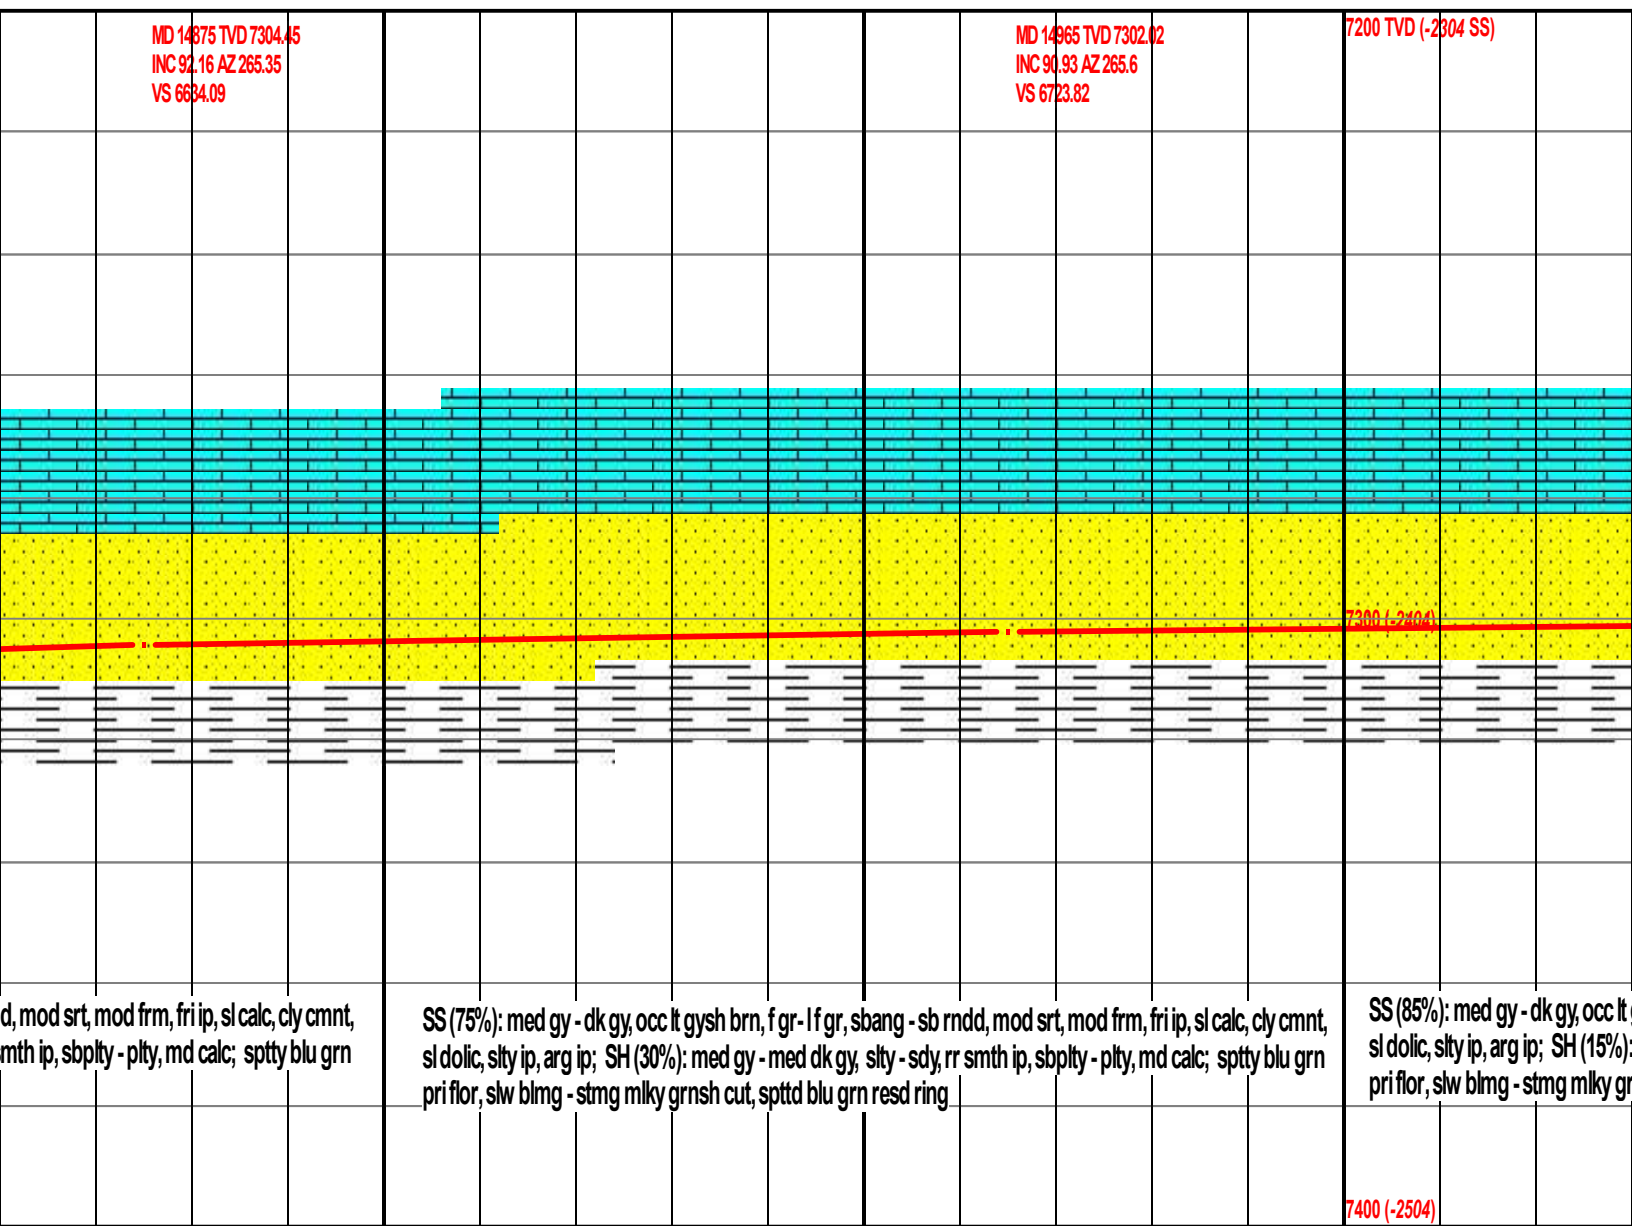 MD 14875 TVD 7304.45
INC 92.16 AZ 265.35
VS 6634.09
MD 14965 TVD 7302.02
INC 90.93 AZ 265.6
VS 6723.82
7200 TVD (-2304 SS)
7300 (-2404)
d, mod srt, mod frm, fri ip, sl calc, cly cmnt,
smth ip, sbplty - plty, md calc; sptty blu grn
SS (75%): med gy - dk gy, occ lt gysh brn, f gr- l f gr, sbang - sb rndd, mod srt, mod frm, fri ip, sl calc, cly cmnt,
sl dolic, slty ip, arg ip; SH (30%): med gy - med dk gy, slty - sdy, rr smth ip, sbplty - plty, md calc; sptty blu grn
pri flor, slw blmg - stmg mlky grnsh cut, spttd blu grn resd ring
SS (85%): med gy - dk gy, occ lt g
sl dolic, slty ip, arg ip; SH (15%):
pri flor, slw blmg - stmg mlky gr
7400 (-2504)